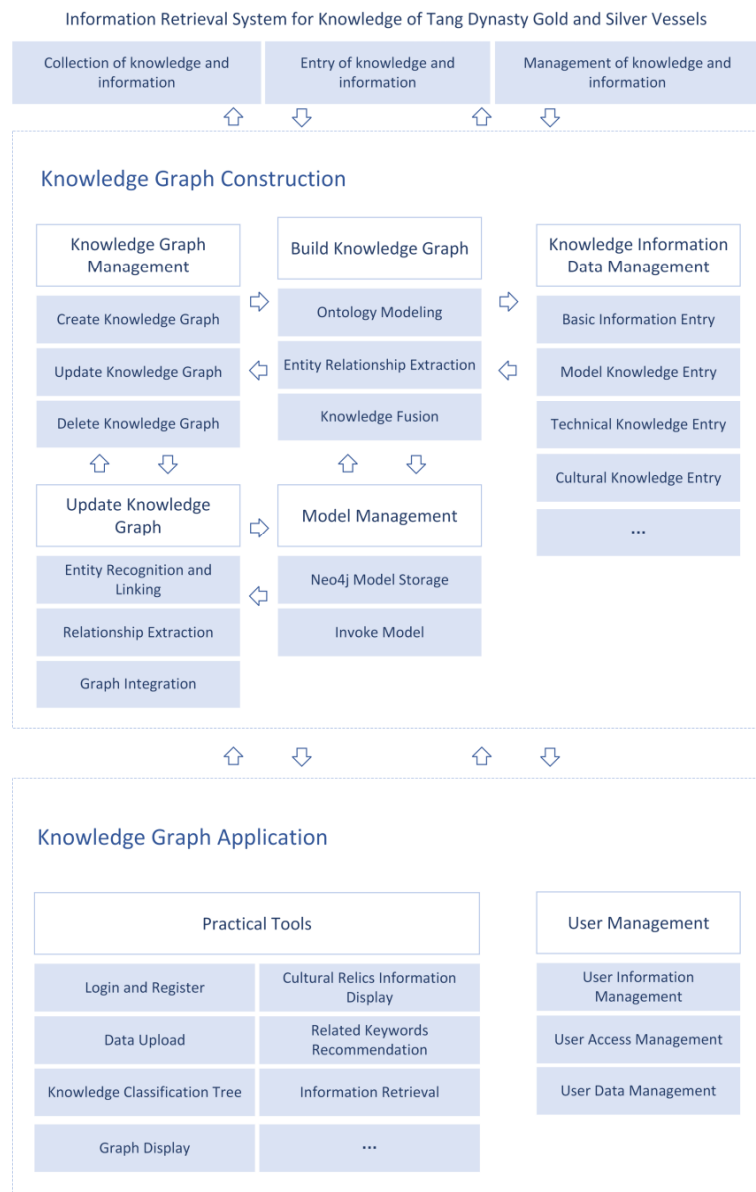 Information Retrieval System for Knowledge of Tang Dynasty Gold and Silver Vessels
Collection of knowledge and
information
Entry of knowledge and
information
Management of knowledge and
information
Knowledge Graph Construction
Knowledge Graph
Management
Create Knowledge Graph
Update Knowledge Graph
Delete Knowledge Graph
Build Knowledge Graph
Ontology Modeling
Entity Relationship Extraction
Knowledge Fusion
Knowledge Information
Data Management
Basic Information Entry
Model Knowledge Entry
Technical Knowledge Entry
Cultural Knowledge Entry
...
Update Knowledge
Graph
Entity Recognition and
Linking
Relationship Extraction
Graph Integration
Model Management
Neo4j Model Storage
Invoke Model
Knowledge Graph Application
Practical Tools
Login and Register
Cultural Relics Information
Display
Data Upload
Related Keywords
Recommendation
Knowledge Classification Tree
Information Retrieval
Graph Display
...
User Management
User Information
Management
User Access Management
User Data Management